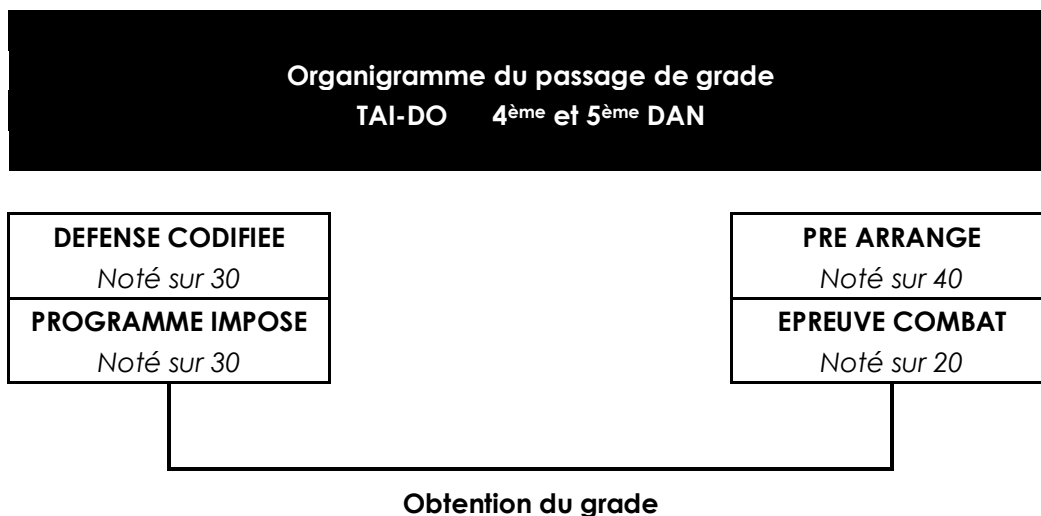 Organigramme du passage de grade
TAI-DO 4ème et 5ème DAN
DEFENSE CODIFIEE
Noté sur 30
PROGRAMME IMPOSE
Noté sur 30
PRE ARRANGE
Noté sur 40
EPREUVE COMBAT
Noté sur 20
Obtention du grade